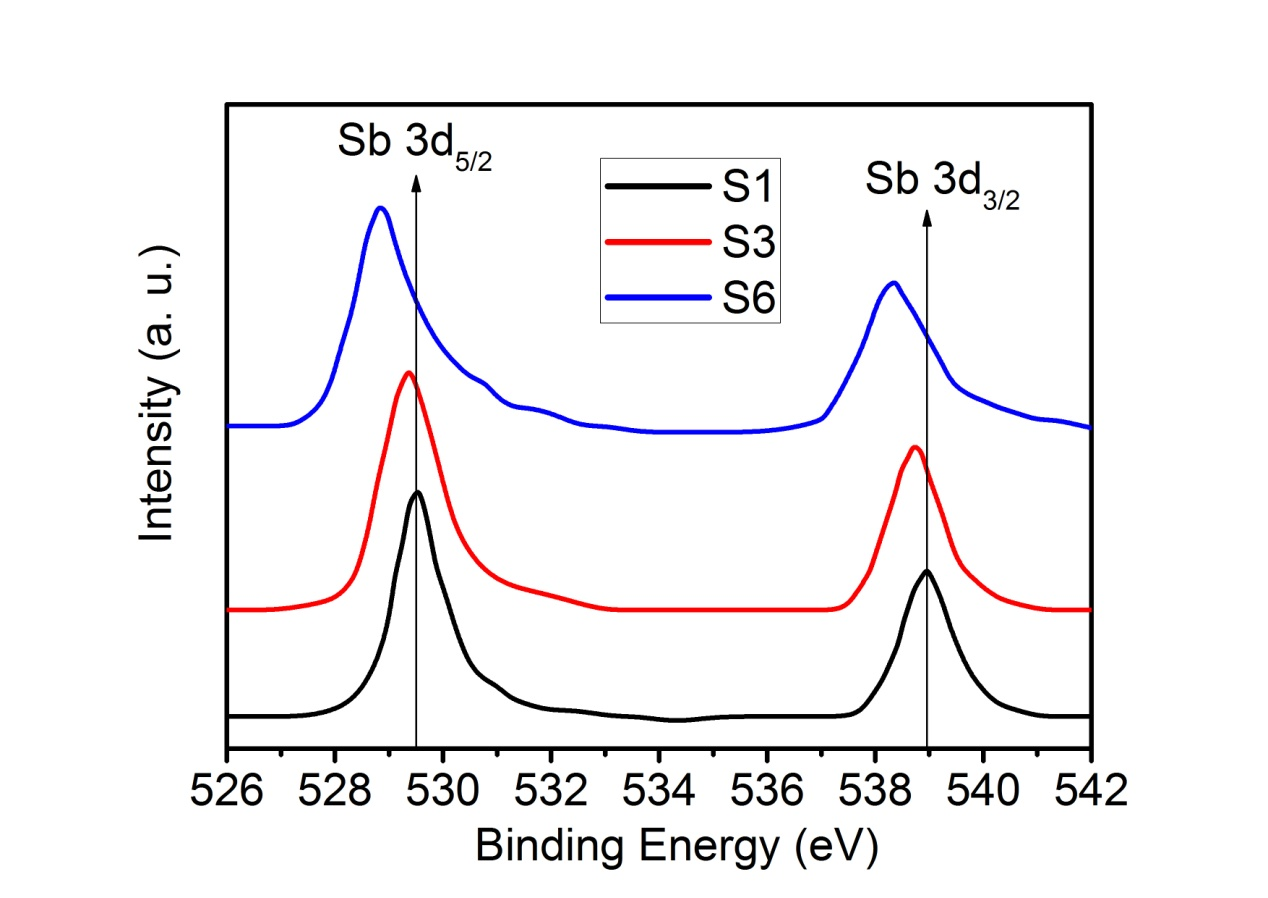 Sb 3d5/2
Sb 3d3/2
S1
S3
S6
Intensity (a. u.)
526 528 530 532 534 536 538 540 542
Binding Energy (eV)